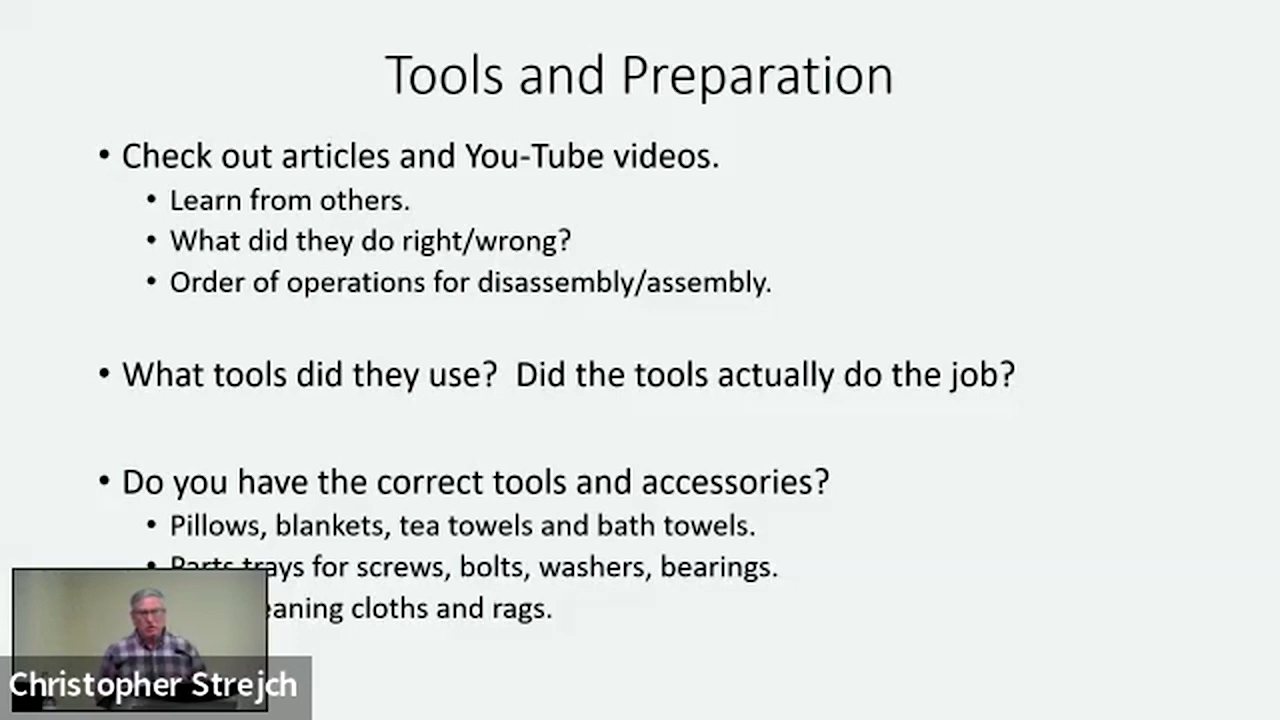 Tools and Preparation
• Check out articles and You-Tube videos.
• Learn from others.
• What did they do right/wrong?
• Order of operations for disassembly/assembly.
• What tools did they use? Did the tools actually do the job?
• Do you have the correct tools and accessories?
• Pillows, blankets, tea towels and bath towels.
• Parts trays for screws, bolts, washers, bearings.
cloths and rags.
Christopher Strejch